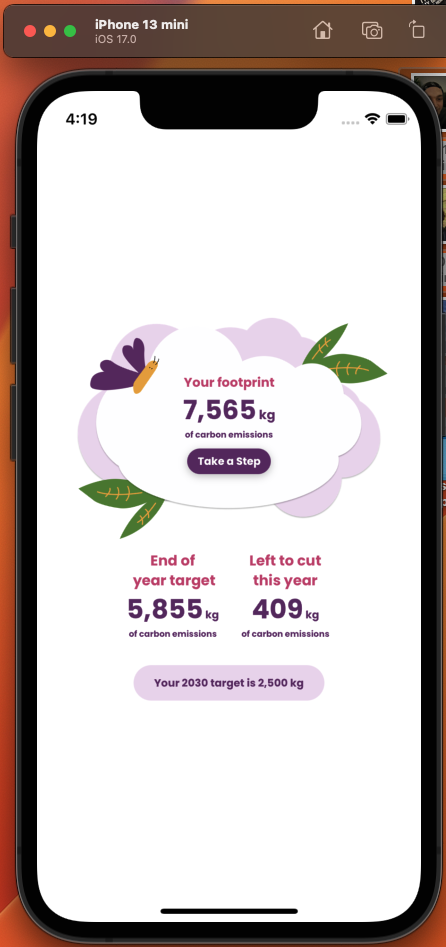 iPhone 13 mini
iOS 17.0
4:19
Your footprint
7,565 kg
of carbon emissions
Take a Step
End of
year target
5,855 kg
of carbon emissions
Left to cut
this year
409 kg
of carbon emissions
Your 2030 target is 2,500 kg